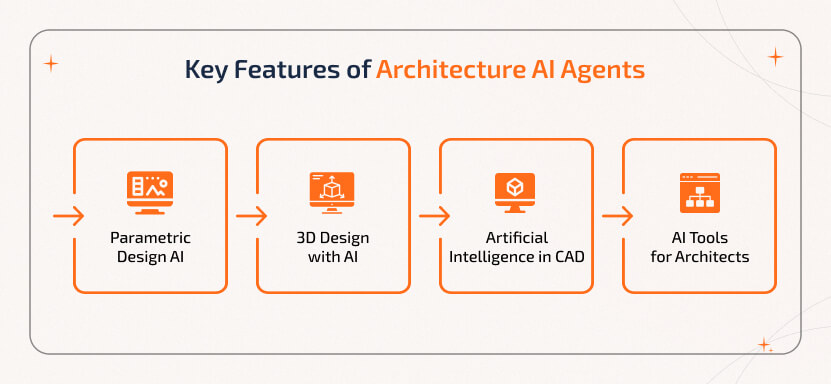 Key Features of Architecture AI Agents
Parametric
Design AI
3D Design
with AI
Artificial
Intelligence in CAD
AI Tools
for Architects